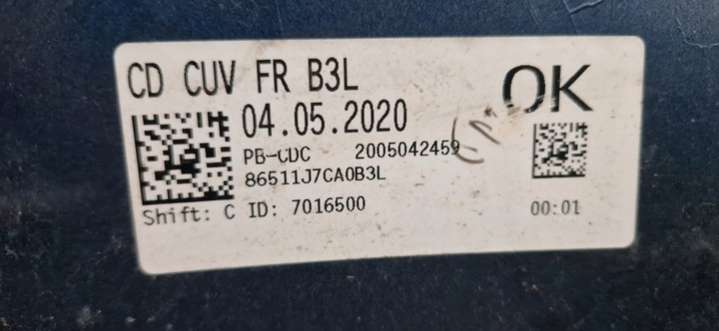 CD CUV FR B3L
OK
04.05.2020
PB-CDC 2005042459
86511J7CA0B3L
Shift: C ID: 7016500
00:01